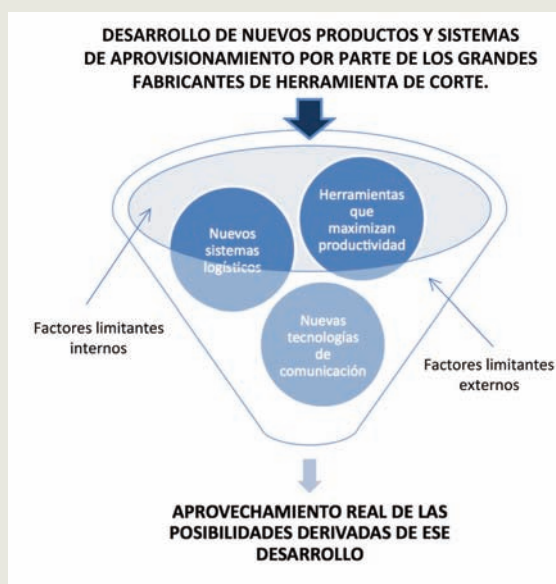 DESARROLLO DE NUEVOS PRODUCTOS Y SISTEMAS
DE APROVISIONAMIENTO POR PARTE DE LOS GRANDES
FABRICANTES DE HERRAMIENTA DE CORTE.
Herramientas
que
maximizan
productividad
Nuevos
sistemas
logísticos
Nuevas
tecnologías
de
comunicación
Factores limitantes
internos
Factores limitantes
externos
APROVECHAMIENTO REAL DE LAS
POSIBILIDADES DERIVADAS DE ESE
DESARROLLO